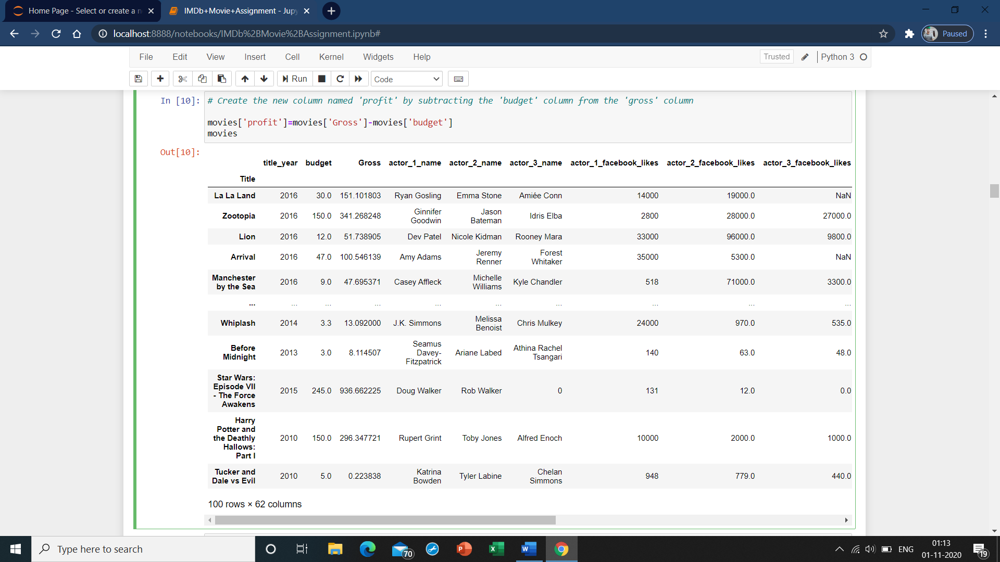 Home Page - Select or create a n
IMDb+Movie+Assignment - Jupy
localhost:8888/notebooks/IMDb%2BMovie%2BAssignment.ipynb#
Paused
File Edit View Insert Cell Kernel Widgets Help
Trusted
Python 3
Run
Code
In [10]:
# Create the new column named 'profit' by subtracting the 'budget' column from the 'gross' column
movies['profit']=movies['Gross']-movies['budget']
movies
Out[10]:
title_year budget Gross actor_1_name actor_2_name actor_3_name actor_1_facebook_likes actor_2_facebook_likes actor_3_facebook_likes
Title
La La Land 2016 30.0 151.101803 Ryan Gosling Emma Stone Amiée Conn 14000 19000.0 NaN
Zootopia 2016 150.0 341.268248 Ginnifer Goodwin Jason Bateman Idris Elba 2800 28000.0 27000.0
Lion 2016 12.0 51.738905 Dev Patel Nicole Kidman Rooney Mara 33000 96000.0 9800.0
Arrival 2016 47.0 100.546139 Amy Adams Jeremy Renner Forest Whitaker 35000 5300.0 NaN
Manchester by the Sea 2016 9.0 47.695371 Casey Affleck Michelle Williams Kyle Chandler 518 71000.0 3300.0
... ... ... ... ... ... ... ... ... ...
Whiplash 2014 3.3 13.092000 J.K. Simmons Melissa Benoist Chris Mulkey 24000 970.0 535.0
Before Midnight 2013 3.0 8.114507 Seamus Davey-Fitzpatrick Ariane Labed Athina Rachel Tsangari 140 63.0 48.0
Star Wars: Episode VII - The Force Awakens 2015 245.0 936.662225 Doug Walker Rob Walker 0 131 12.0 0.0
Harry Potter and the Deathly Hallows: Part I 2010 150.0 296.347721 Rupert Grint Toby Jones Alfred Enoch 10000 2000.0 1000.0
Tucker and Dale vs Evil 2010 5.0 0.223838 Katrina Bowden Tyler Labine Chelan Simmons 948 779.0 440.0
100 rows × 62 columns
Type here to search
70
P
X
W
ENG
01:13
01-11-2020
19